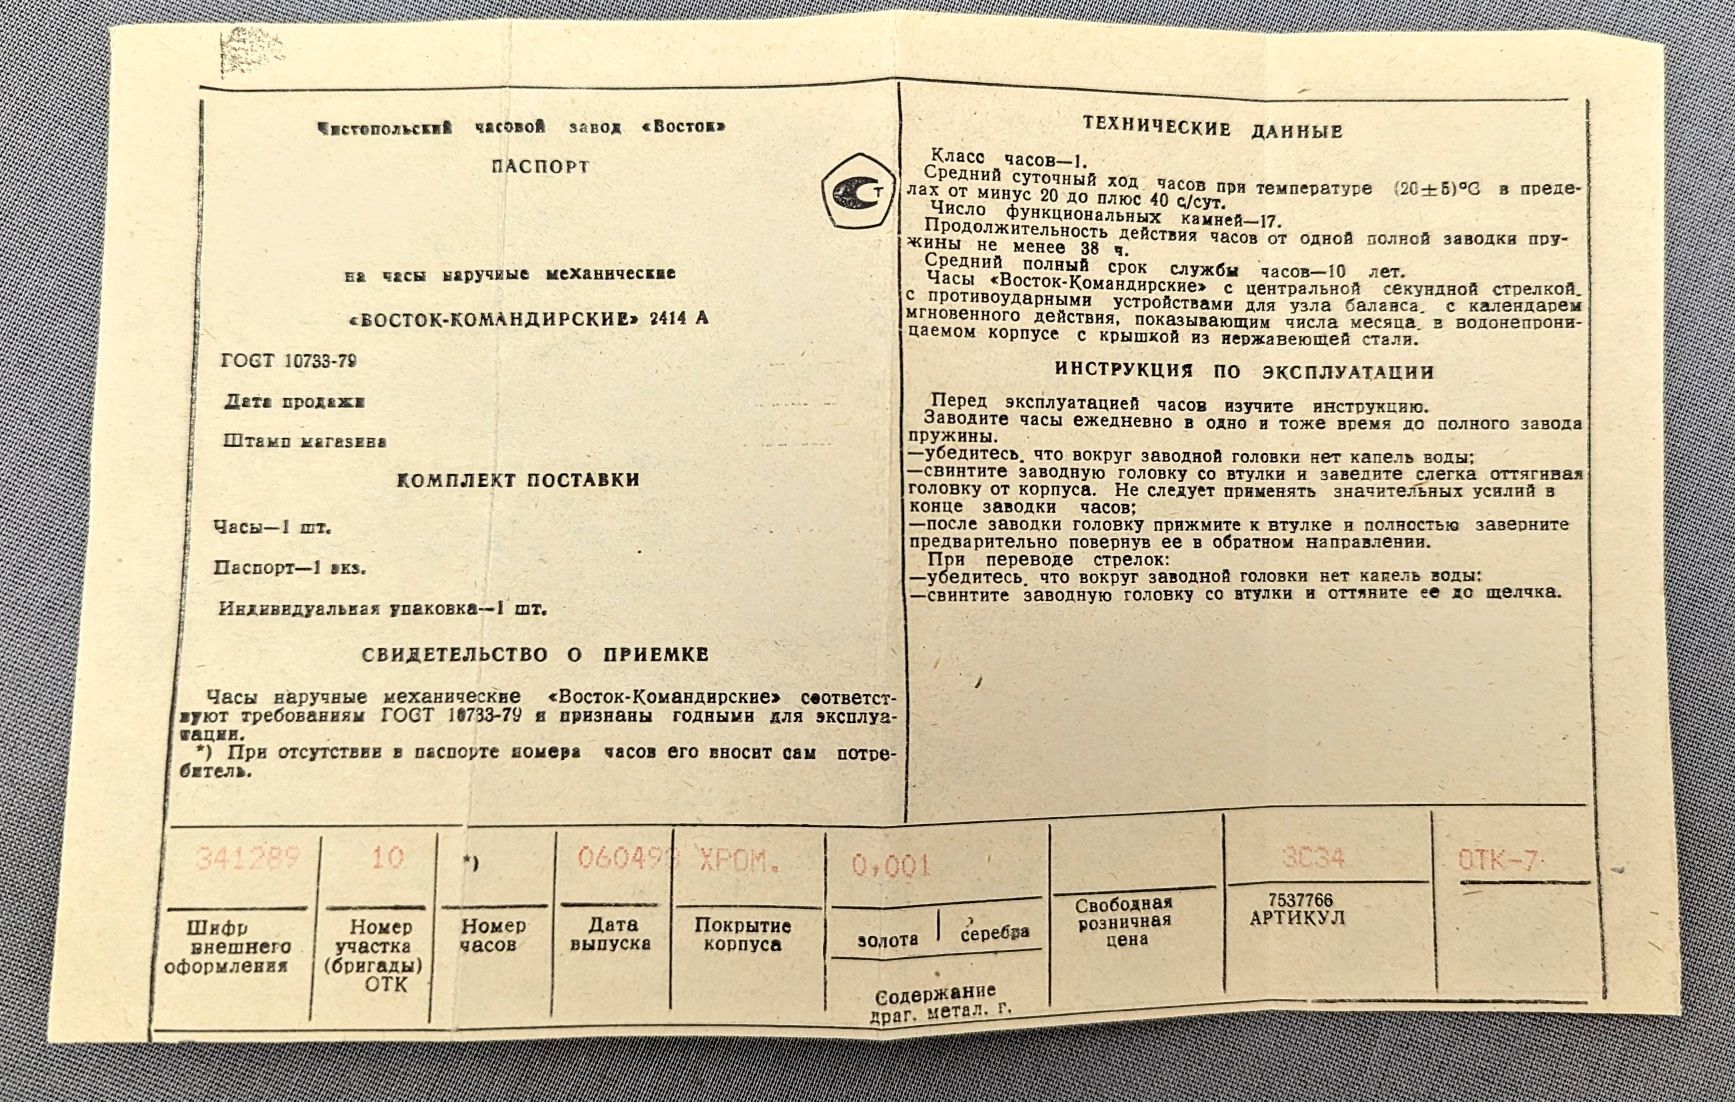 Чистопольский часовой завод «Восток»
ПАСПОРТ
на часы наручные механические
«ВОСТОК-КОМАНДИРСКИЕ» 2414 А
ГОСТ 10733-79
Дата продажи
Штамп магазина
КОМПЛЕКТ ПОСТАВКИ
Часы—1 шт.
Паспорт—1 экз.
Индивидуальная упаковка—1 шт.
СВИДЕТЕЛЬСТВО О ПРИЕМКЕ
Часы наручные механические «Восток-Командирские» соответст-
вуют требованиям ГОСТ 10733-79 и признаны годными для эксплуа-
тации.
*) При отсутствии в паспорте номера часов его вносит сам потре-
битель.
Т
ТЕХНИЧЕСКИЕ ДАННЫЕ
Класс часов—1.
Средний суточный ход часов при температуре (20±5)°С в преде-
лах от минус 20 до плюс 40 с/сут.
Число функциональных камней—17.
Продолжительность действия часов от одной полной заводки пру-
жины не менее 38 ч.
Средний полный срок службы часов—10 лет.
Часы «Восток-Командирские» с центральной секундной стрелкой.
с противоударными устройствами для узла баланса. с календарем
мгновенного действия, показывающим числа месяца. в водонепрони-
цаемом корпусе с крышкой из нержавеющей стали.
ИНСТРУКЦИЯ ПО ЭКСПЛУАТАЦИИ
Перед эксплуатацией часов изучите инструкцию.
Заводите часы ежедневно в одно и тоже время до полного завода
пружины.
—убедитесь. что вокруг заводной головки нет капель воды;
—свинтите заводную головку со втулки и заведите слегка оттягивая
головку от корпуса. Не следует применять значительных усилий в
конце заводки часов;
—после заводки головку прижмите к втулке и полностью заверните
предварительно повернув ее в обратном направлении.
При переводе стрелок:
—убедитесь. что вокруг заводной головки нет капель воды;
—свинтите заводную головку со втулки и оттяните ее до щелчка.
341289 10 *) 060493 ХРОМ. 0,001 3С34 ОТК-7
Шифр
внешнего
оформления
Номер
участка
(бригады)
ОТК
Номер
часов
Дата
выпуска
Покрытие
корпуса
золота
серебра
Содержание
драг. метал. г.
Свободная
розничная
цена
7537766
АРТИКУЛ